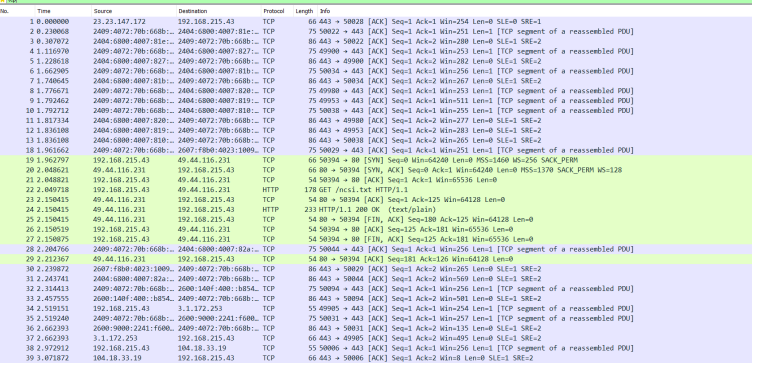 No. Time Source Destination Protocol Length Info
1 0.000000 23.23.147.172 192.168.215.43 TCP 66 443 → 50028 [ACK] Seq=1 Ack=1 Win=254 Len=0 SLE=0 SRE=1
2 0.230068 2409:4072:70b:668b:… 2404:6800:4007:81e:… TCP 75 50022 → 443 [ACK] Seq=1 Ack=1 Win=251 Len=1 [TCP segment of a reassembled PDU]
3 0.307072 2404:6800:4007:81e:… 2409:4072:70b:668b:… TCP 86 443 → 50022 [ACK] Seq=1 Ack=2 Win=280 Len=0 SLE=1 SRE=2
4 1.116970 2409:4072:70b:668b:… 2404:6800:4007:827:… TCP 75 49900 → 443 [ACK] Seq=1 Ack=1 Win=253 Len=1 [TCP segment of a reassembled PDU]
5 1.228618 2404:6800:4007:827:… 2409:4072:70b:668b:… TCP 86 443 → 49900 [ACK] Seq=1 Ack=2 Win=282 Len=0 SLE=1 SRE=2
6 1.662905 2409:4072:70b:668b:… 2404:6800:4007:81b:… TCP 75 50034 → 443 [ACK] Seq=1 Ack=1 Win=256 Len=1 [TCP segment of a reassembled PDU]
7 1.740645 2404:6800:4007:81b:… 2409:4072:70b:668b:… TCP 86 443 → 50034 [ACK] Seq=1 Ack=2 Win=267 Len=0 SLE=1 SRE=2
8 1.776671 2409:4072:70b:668b:… 2404:6800:4007:820:… TCP 75 49980 → 443 [ACK] Seq=1 Ack=1 Win=253 Len=1 [TCP segment of a reassembled PDU]
9 1.792462 2409:4072:70b:668b:… 2404:6800:4007:819:… TCP 75 49953 → 443 [ACK] Seq=1 Ack=1 Win=511 Len=1 [TCP segment of a reassembled PDU]
10 1.792712 2409:4072:70b:668b:… 2404:6800:4007:810:… TCP 75 50038 → 443 [ACK] Seq=1 Ack=1 Win=255 Len=1 [TCP segment of a reassembled PDU]
11 1.817334 2404:6800:4007:820:… 2409:4072:70b:668b:… TCP 86 443 → 49980 [ACK] Seq=1 Ack=2 Win=277 Len=0 SLE=1 SRE=2
12 1.836108 2404:6800:4007:819:… 2409:4072:70b:668b:… TCP 86 443 → 49953 [ACK] Seq=1 Ack=2 Win=283 Len=0 SLE=1 SRE=2
13 1.836108 2404:6800:4007:810:… 2409:4072:70b:668b:… TCP 86 443 → 50038 [ACK] Seq=1 Ack=2 Win=265 Len=0 SLE=1 SRE=2
18 1.961662 2409:4072:70b:668b:… 2607:f8b0:4023:1009… TCP 75 50029 → 443 [ACK] Seq=1 Ack=1 Win=251 Len=1 [TCP segment of a reassembled PDU]
19 1.962797 192.168.215.43 49.44.116.231 TCP 66 50394 → 80 [SYN] Seq=0 Win=64240 Len=0 MSS=1460 WS=256 SACK_PERM
20 2.048621 49.44.116.231 192.168.215.43 TCP 66 80 → 50394 [SYN, ACK] Seq=0 Ack=1 Win=64240 Len=0 MSS=1370 SACK_PERM WS=128
21 2.048821 192.168.215.43 49.44.116.231 TCP 54 50394 → 80 [ACK] Seq=1 Ack=1 Win=65536 Len=0
22 2.049718 192.168.215.43 49.44.116.231 HTTP 178 GET /ncsi.txt HTTP/1.1
23 2.150415 49.44.116.231 192.168.215.43 TCP 54 80 → 50394 [ACK] Seq=1 Ack=125 Win=64128 Len=0
24 2.150415 49.44.116.231 192.168.215.43 HTTP 233 HTTP/1.1 200 OK (text/plain)
25 2.150415 49.44.116.231 192.168.215.43 TCP 54 80 → 50394 [FIN, ACK] Seq=180 Ack=125 Win=64128 Len=0
26 2.150519 192.168.215.43 49.44.116.231 TCP 54 50394 → 80 [ACK] Seq=125 Ack=181 Win=65536 Len=0
27 2.150875 192.168.215.43 49.44.116.231 TCP 54 50394 → 80 [FIN, ACK] Seq=125 Ack=181 Win=65536 Len=0
28 2.204766 2409:4072:70b:668b:… 2404:6800:4007:82a:… TCP 75 50044 → 443 [ACK] Seq=1 Ack=1 Win=256 Len=1 [TCP segment of a reassembled PDU]
29 2.212367 49.44.116.231 192.168.215.43 TCP 54 80 → 50394 [ACK] Seq=181 Ack=126 Win=64128 Len=0
30 2.239872 2607:f8b0:4023:1009… 2409:4072:70b:668b:… TCP 86 443 → 50029 [ACK] Seq=1 Ack=2 Win=265 Len=0 SLE=1 SRE=2
31 2.243741 2404:6800:4007:82a:… 2409:4072:70b:668b:… TCP 86 443 → 50044 [ACK] Seq=1 Ack=2 Win=569 Len=0 SLE=1 SRE=2
32 2.314413 2409:4072:70b:668b:… 2600:140f:400::b854… TCP 75 50094 → 443 [ACK] Seq=1 Ack=1 Win=256 Len=1 [TCP segment of a reassembled PDU]
33 2.457555 2600:140f:400::b854… 2409:4072:70b:668b:… TCP 86 443 → 50094 [ACK] Seq=1 Ack=2 Win=501 Len=0 SLE=1 SRE=2
34 2.519151 192.168.215.43 3.1.172.253 TCP 55 49905 → 443 [ACK] Seq=1 Ack=1 Win=254 Len=1 [TCP segment of a reassembled PDU]
35 2.519240 2409:4072:70b:668b:… 2600:9000:2241:f600… TCP 75 50031 → 443 [ACK] Seq=1 Ack=1 Win=257 Len=1 [TCP segment of a reassembled PDU]
36 2.662393 2600:9000:2241:f600… 2409:4072:70b:668b:… TCP 86 443 → 50031 [ACK] Seq=1 Ack=2 Win=135 Len=0 SLE=1 SRE=2
37 2.662393 3.1.172.253 192.168.215.43 TCP 66 443 → 49905 [ACK] Seq=1 Ack=2 Win=495 Len=0 SLE=1 SRE=2
38 2.972912 192.168.215.43 104.18.33.19 TCP 55 50006 → 443 [ACK] Seq=1 Ack=1 Win=256 Len=1 [TCP segment of a reassembled PDU]
39 3.071872 104.18.33.19 192.168.215.43 TCP 66 443 → 50006 [ACK] Seq=1 Ack=2 Win=8 Len=0 SLE=1 SRE=2